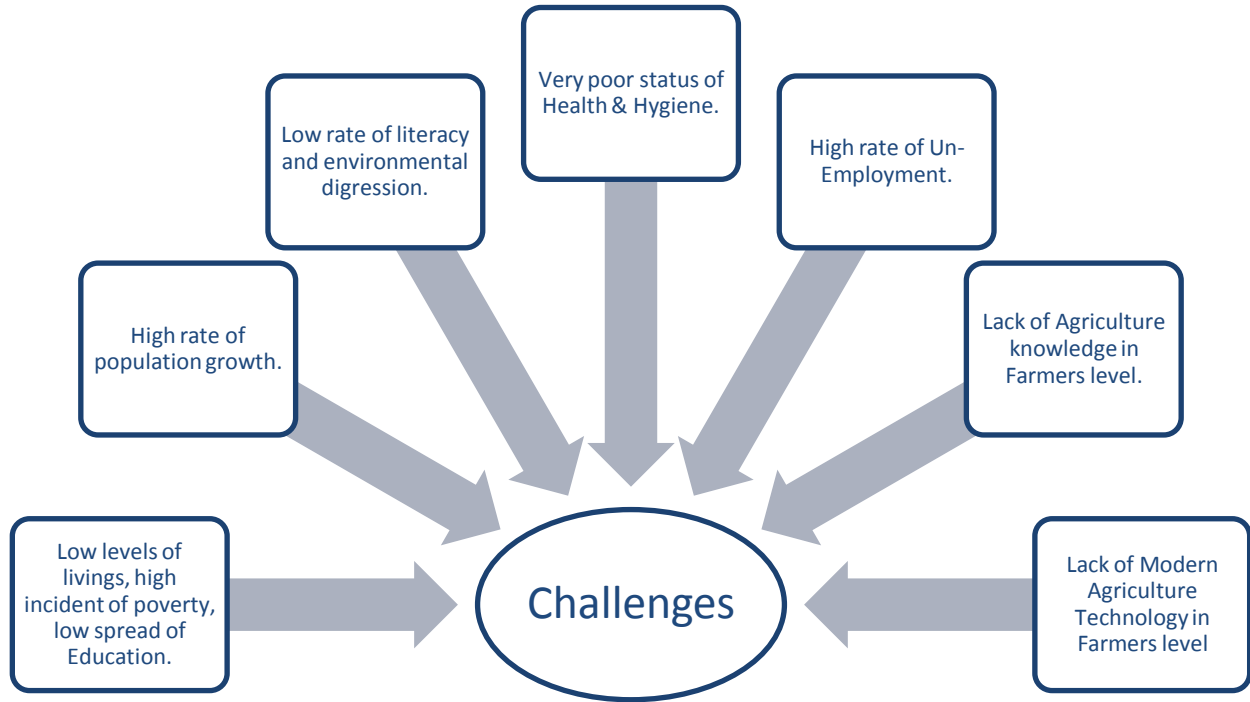 Very poor status of
Health & Hygiene.
Low rate of literacy
and environmental
digression.
High rate of Un-
Employment.
High rate of
population growth.
Lack of Agriculture
knowledge in
Farmers level.
Low levels of
livings, high
incident of poverty,
low spread of
Education.
Challenges
Lack of Modern
Agriculture
Technology in
Farmers level